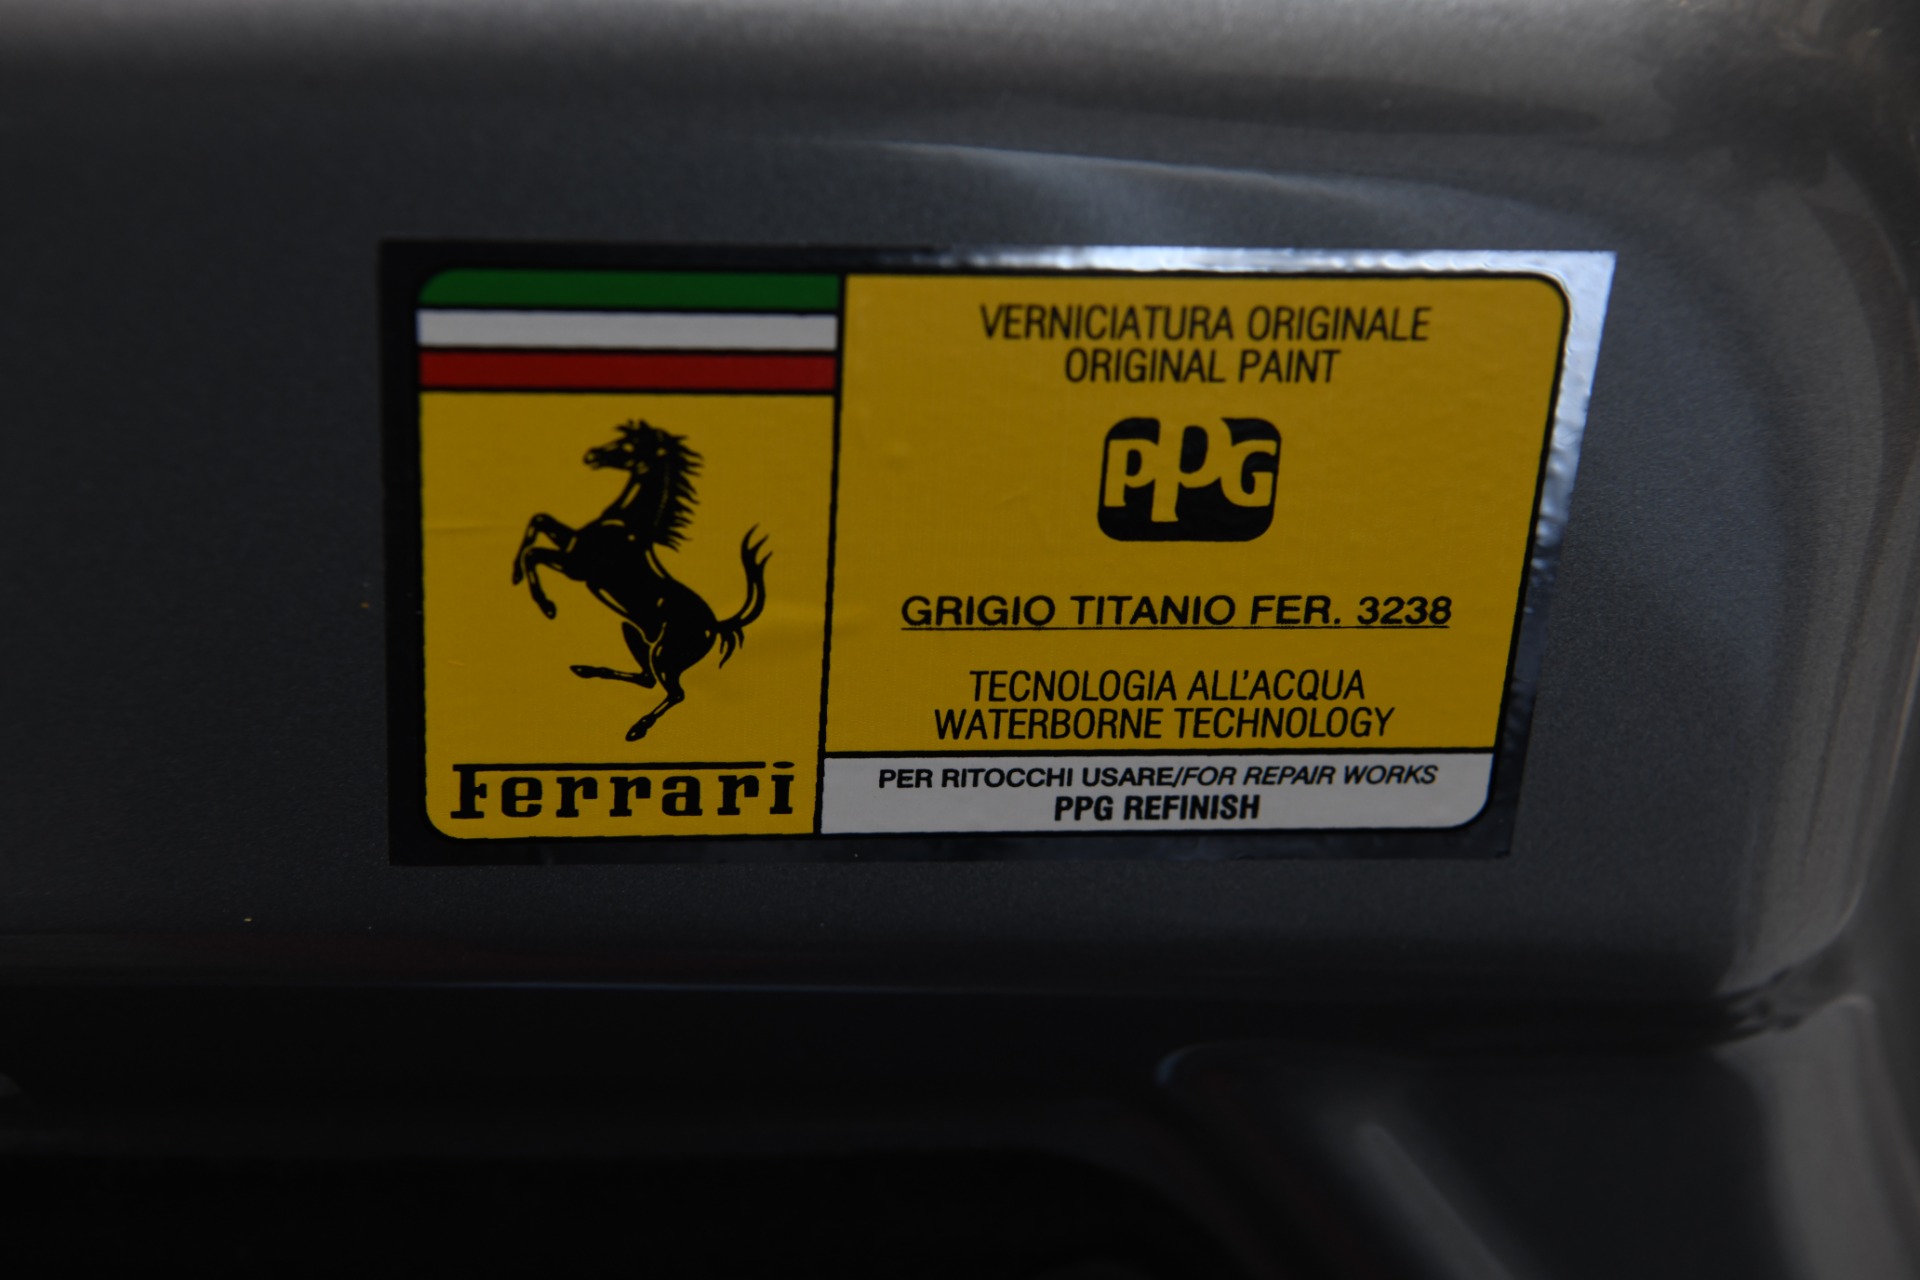 Ferrari
VERNICIATURA ORIGINALE
ORIGINAL PAINT
PPG
GRIGIO TITANIO FER. 3238
TECNOLOGIA ALL'ACQUA
WATERBORNE TECHNOLOGY
PER RITOCCHI USARE/FOR REPAIR WORKS
PPG REFINISH